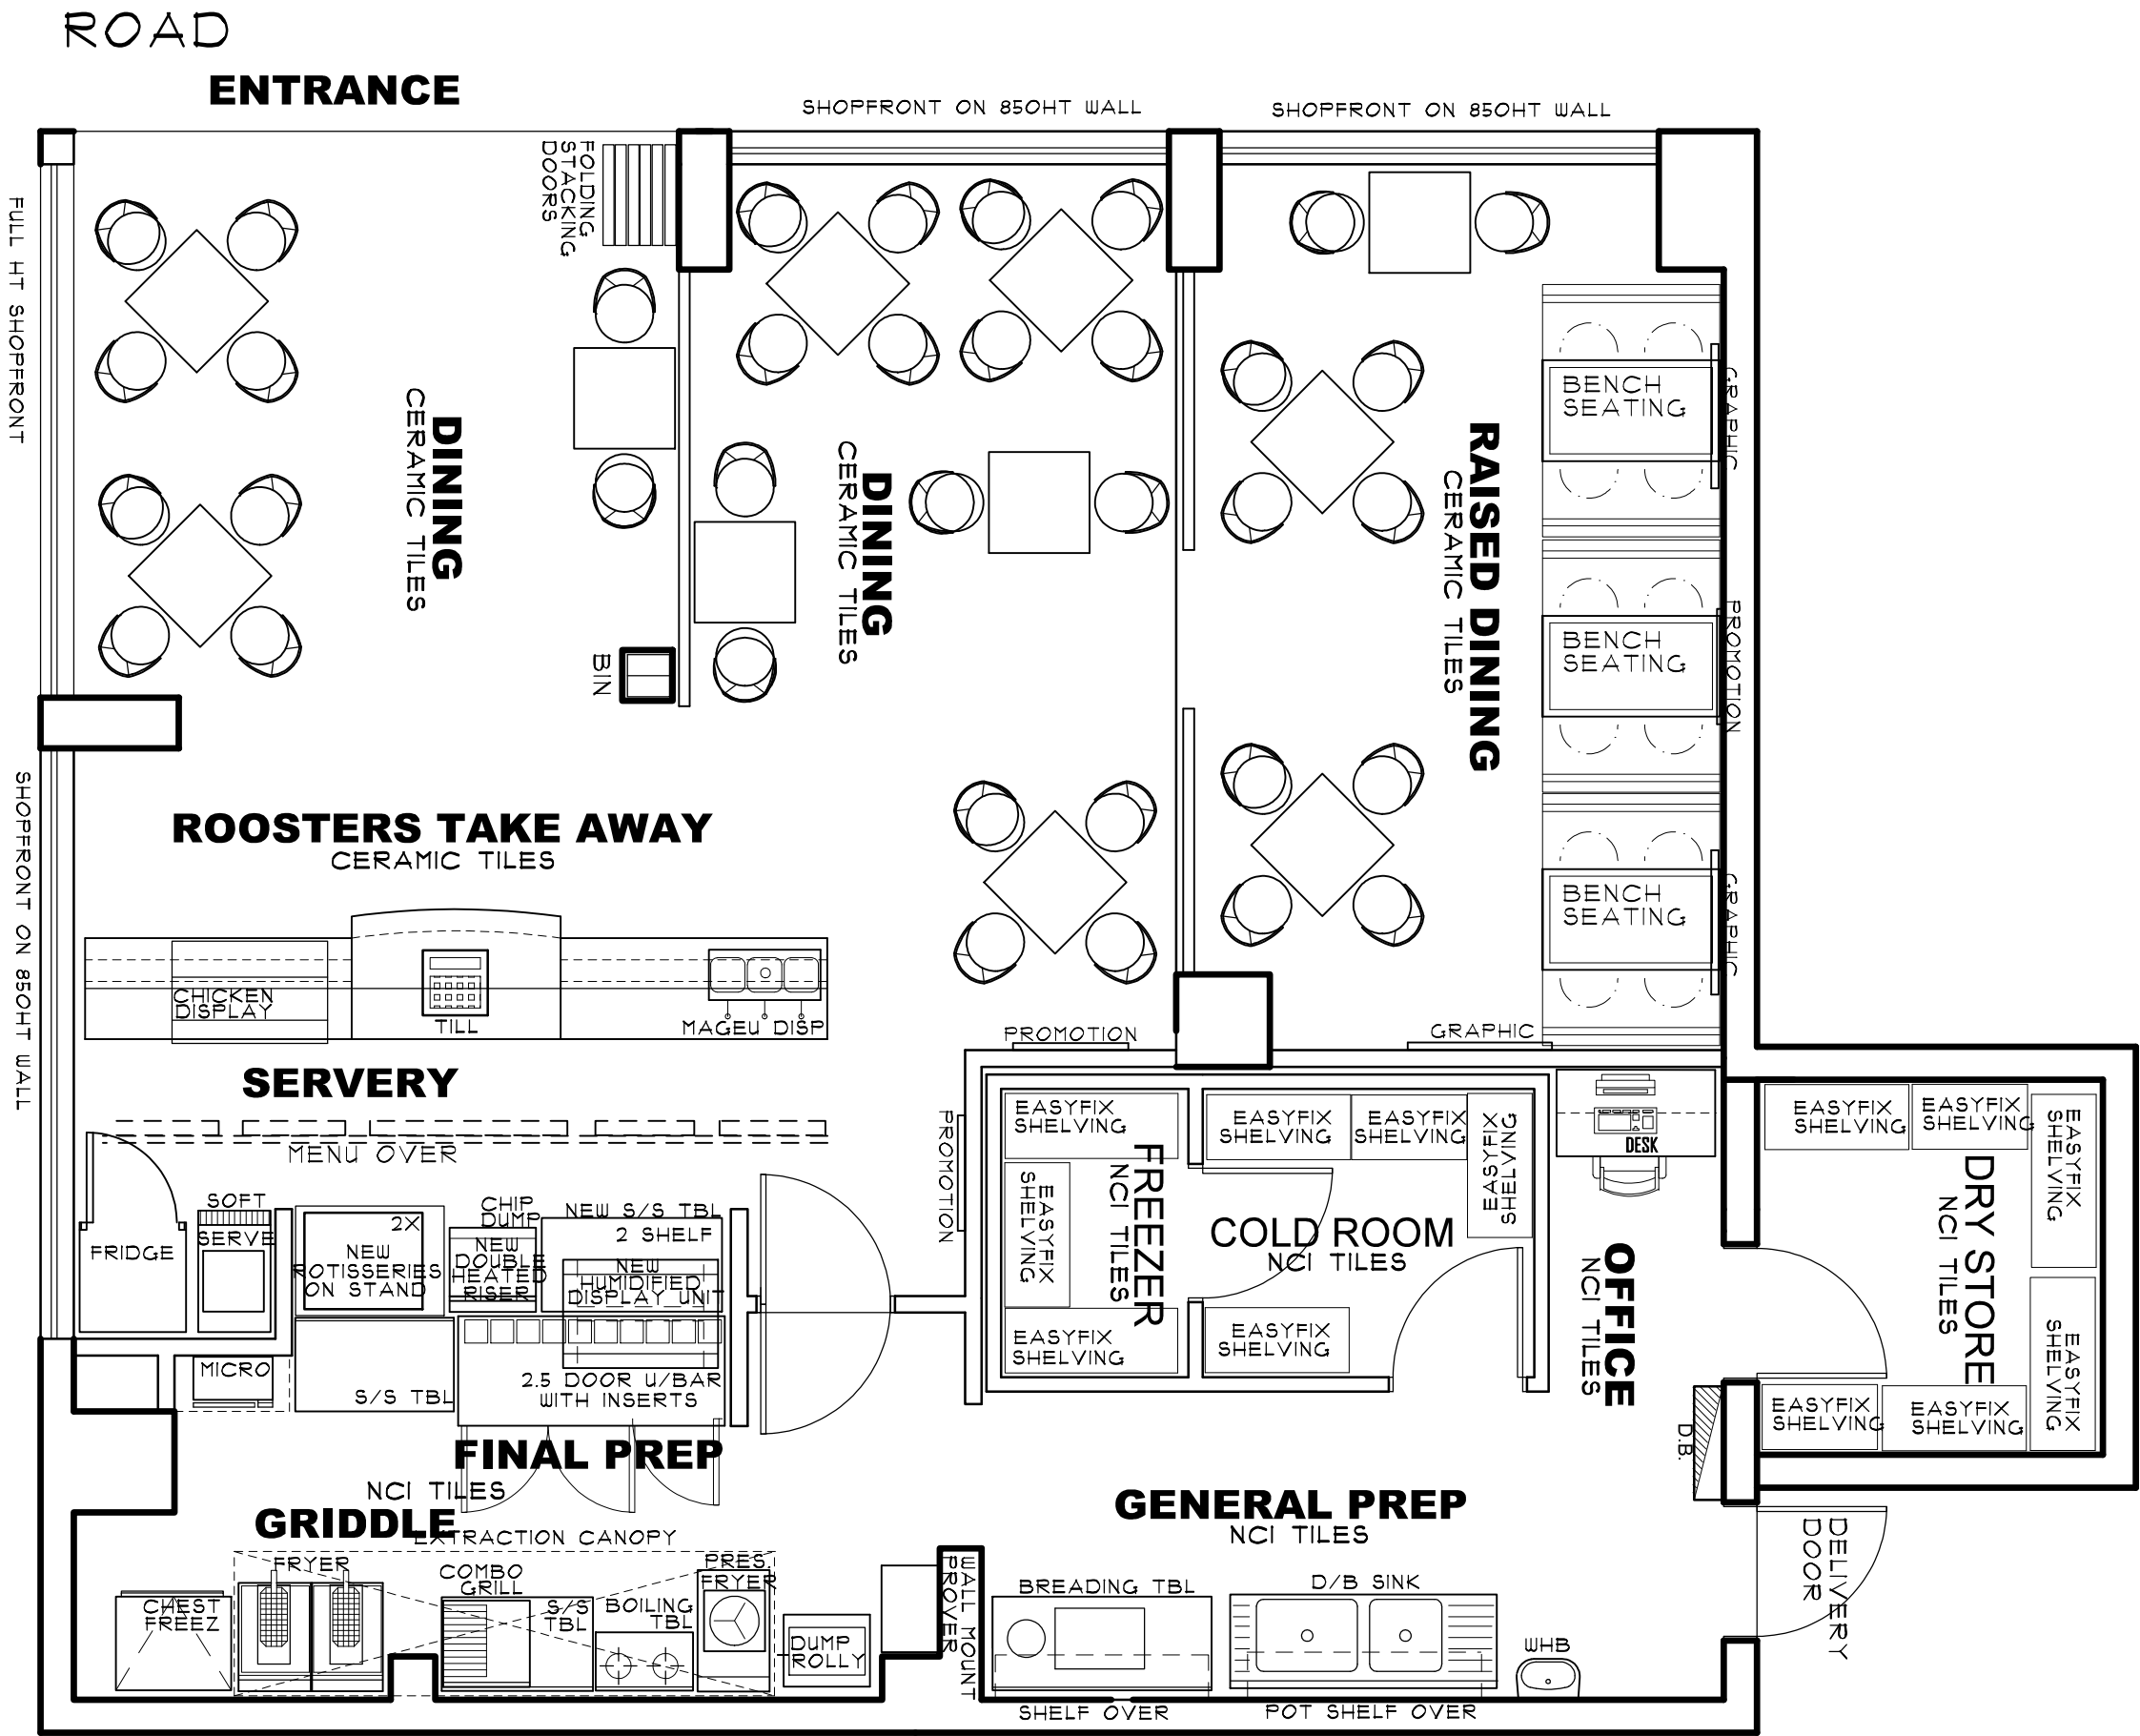 ROAD
ENTRANCE
SHOPFRONT ON 850HT WALL
SHOPFRONT ON 850HT WALL
FOLDING
STACKING
DOORS
FULL HT SHOPFRONT
DINING
CERAMIC TILES
DINING
CERAMIC TILES
RAISED DINING
CERAMIC TILES
BENCH
SEATING
GRAPHIC
BENCH
SEATING
PROMOTION
BENCH
SEATING
GRAPHIC
BIN
SHOPFRONT ON 850HT WALL
ROOSTERS TAKE AWAY
CERAMIC TILES
CHICKEN
DISPLAY
TILL
MAGEU DISP
PROMOTION
GRAPHIC
SERVERY
MENU OVER
PROMOTION
EASYFIX
SHELVING
EASYFIX
SHELVING
EASYFIX
SHELVING
FREEZER
NCI TILES
EASYFIX
SHELVING
EASYFIX
SHELVING
EASYFIX
SHELVING
EASYFIX
SHELVING
COLD ROOM
NCI TILES
DESK
OFFICE
NCI TILES
EASYFIX
SHELVING
EASYFIX
SHELVING
EASYFIX
SHELVING
EASYFIX
SHELVING
EASYFIX
SHELVING
EASYFIX
SHELVING
DRY STORE
NCI TILES
FRIDGE
SOFT
SERVE
2X
NEW
ROTISSERIES
ON STAND
CHIP
DUMP
NEW
DOUBLE
HEATED
RISER
NEW S/S TBL
2 SHELF
NEW
HUMIDIFIED
DISPLAY UNIT
MICRO
S/S TBL
2.5 DOOR U/BAR
WITH INSERTS
D.B.
FINAL PREP
NCI TILES
GRIDDLE
EXTRACTION CANOPY
GENERAL PREP
NCI TILES
DELIVERY
DOOR
CHEST
FREEZ
FRYER
COMBO
GRILL
S/S
TBL
BOILING
TBL
PRES.
FRYER
DUMP
TROLLY
WALL MOUNT
PROVER
BREADING TBL
D/B SINK
WHB
SHELF OVER
POT SHELF OVER